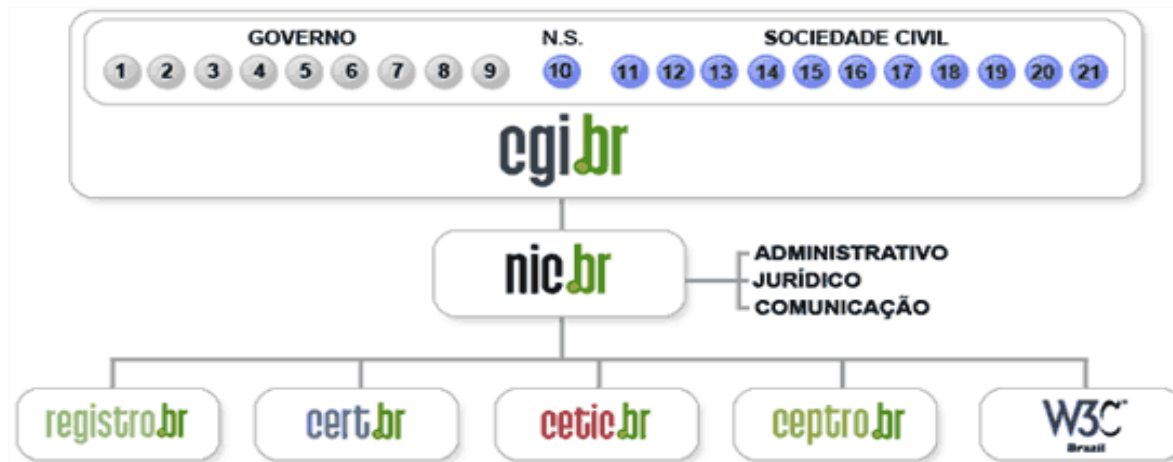 GOVERNO N.S. SOCIEDADE CIVIL
1 2 3 4 5 6 7 8 9 10 11 12 13 14 15 16 17 18 19 20 21
cgi.br
nic.br
ADMINISTRATIVO
JURÍDICO
COMUNICAÇÃO
registro.br cert.br cetic.br ceptro.br W3C™
Brazil